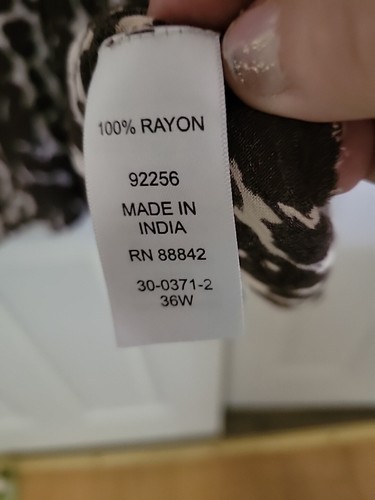 100% RAYON
92256
MADE IN
INDIA
RN 88842
30-0371-2
36W